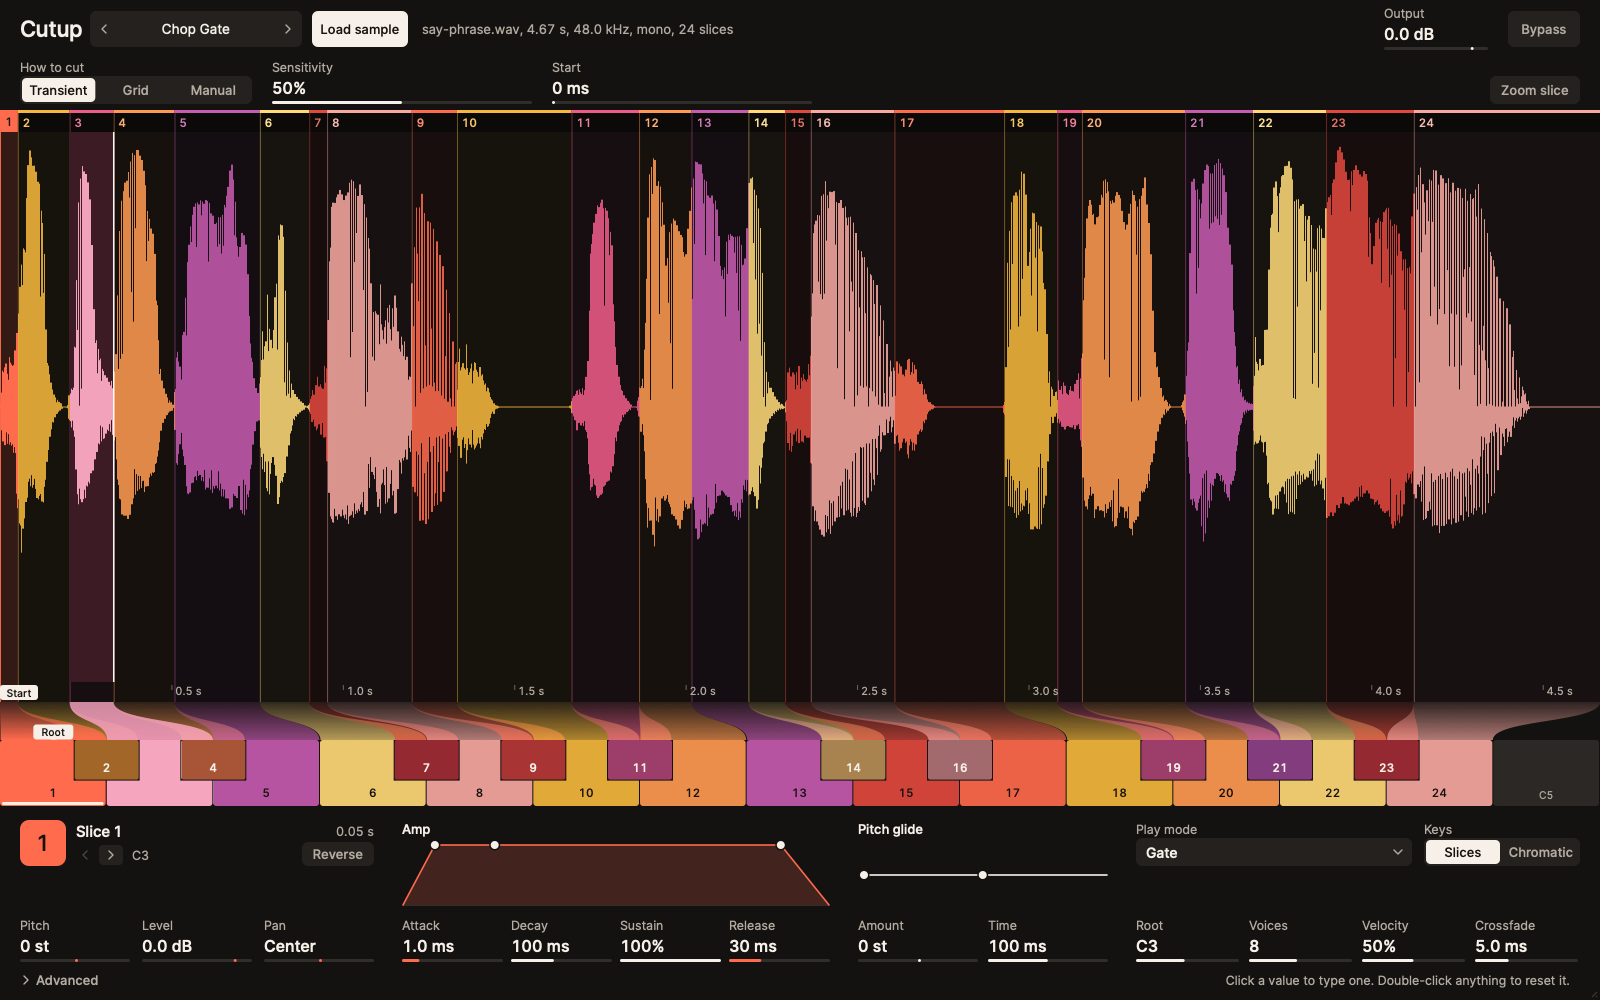 Cutup
Chop Gate
Load sample
say-phrase.wav, 4.67 s, 48.0 kHz, mono, 24 slices
Output
0.0 dB
Bypass
How to cut
Transient Grid Manual
Sensitivity
50%
Start
0 ms
Zoom slice
1 2 3 4 5 6 7 8 9 10 11 12 13 14 15 16 17 18 19 20 21 22 23 24
Start
0.5 s 1.0 s 1.5 s 2.0 s 2.5 s 3.0 s 3.5 s 4.0 s 4.5 s
Root
2 4 7 9 11 14 16 19 21 23
1 5 6 8 10 12 13 15 17 18 20 22 24 C5
1
Slice 1
0.05 s
C3
Reverse
Amp
Pitch glide
Play mode
Gate
Keys
Slices Chromatic
Pitch
0 st
Level
0.0 dB
Pan
Center
Attack
1.0 ms
Decay
100 ms
Sustain
100%
Release
30 ms
Amount
0 st
Time
100 ms
Root
C3
Voices
8
Velocity
50%
Crossfade
5.0 ms
Advanced
Click a value to type one. Double-click anything to reset it.